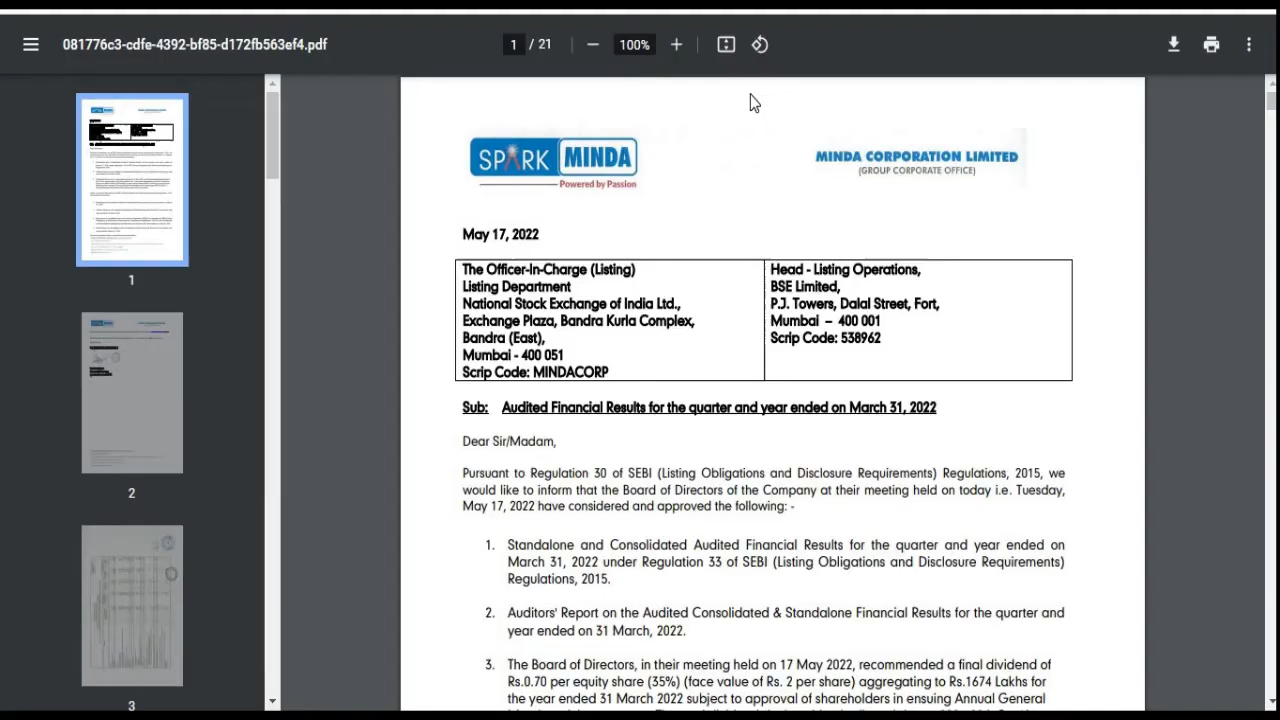 081776c3-cdfe-4392-bf85-d172fb563ef4.pdf
1 / 21
100%
1
2
3
SPARK MINDA
Powered by Passion
MINDA CORPORATION LIMITED
(GROUP CORPORATE OFFICE)
May 17, 2022
The Officer-In-Charge (Listing)
Listing Department
National Stock Exchange of India Ltd.,
Exchange Plaza, Bandra Kurla Complex,
Bandra (East),
Mumbai - 400 051
Scrip Code: MINDACORP
Head - Listing Operations,
BSE Limited,
P.J. Towers, Dalal Street, Fort,
Mumbai – 400 001
Scrip Code: 538962
Sub: Audited Financial Results for the quarter and year ended on March 31, 2022
Dear Sir/Madam,
Pursuant to Regulation 30 of SEBI (Listing Obligations and Disclosure Requirements) Regulations, 2015, we
would like to inform that the Board of Directors of the Company at their meeting held on today i.e. Tuesday,
May 17, 2022 have considered and approved the following: -
1. Standalone and Consolidated Audited Financial Results for the quarter and year ended on
March 31, 2022 under Regulation 33 of SEBI (Listing Obligations and Disclosure Requirements)
Regulations, 2015.
2. Auditors' Report on the Audited Consolidated & Standalone Financial Results for the quarter and
year ended on 31 March, 2022.
3. The Board of Directors, in their meeting held on 17 May 2022, recommended a final dividend of
Rs.0.70 per equity share (35%) (face value of Rs. 2 per share) aggregating to Rs.1674 Lakhs for
the year ended 31 March 2022 subject to approval of shareholders in ensuing Annual General